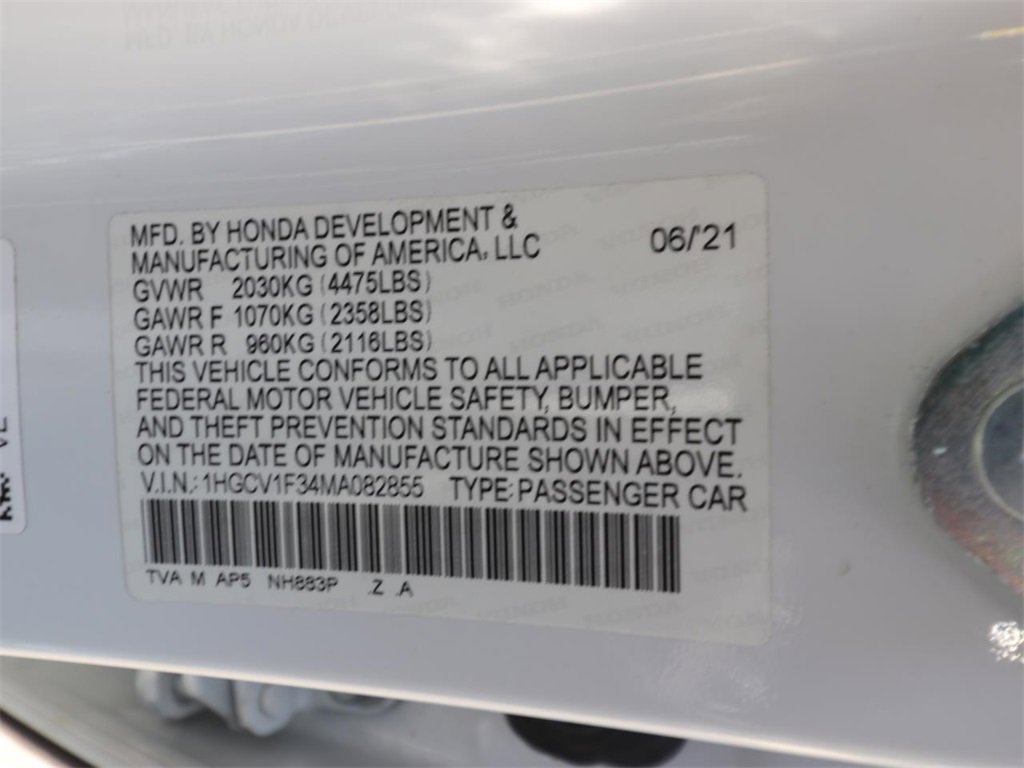 MFD. BY HONDA DEVELOPMENT &
MANUFACTURING OF AMERICA, LLC 06/'21
GVWR 2030KG (4475LBS)
GAWR F 1070KG (2358LBS)
GAWR R 960KG (2116LBS)
THIS VEHICLE CONFORMS TO ALL APPLICABLE
FEDERAL MOTOR VEHICLE SAFETY, BUMPER,
AND THEFT PREVENTION STANDARDS IN EFFECT
ON THE DATE OF MANUFACTURE SHOWN ABOVE.
V.I.N.: 1HGCV1F34MA082855 TYPE: PASSENGER CAR
TVA M AP5 NH883P .Z .A